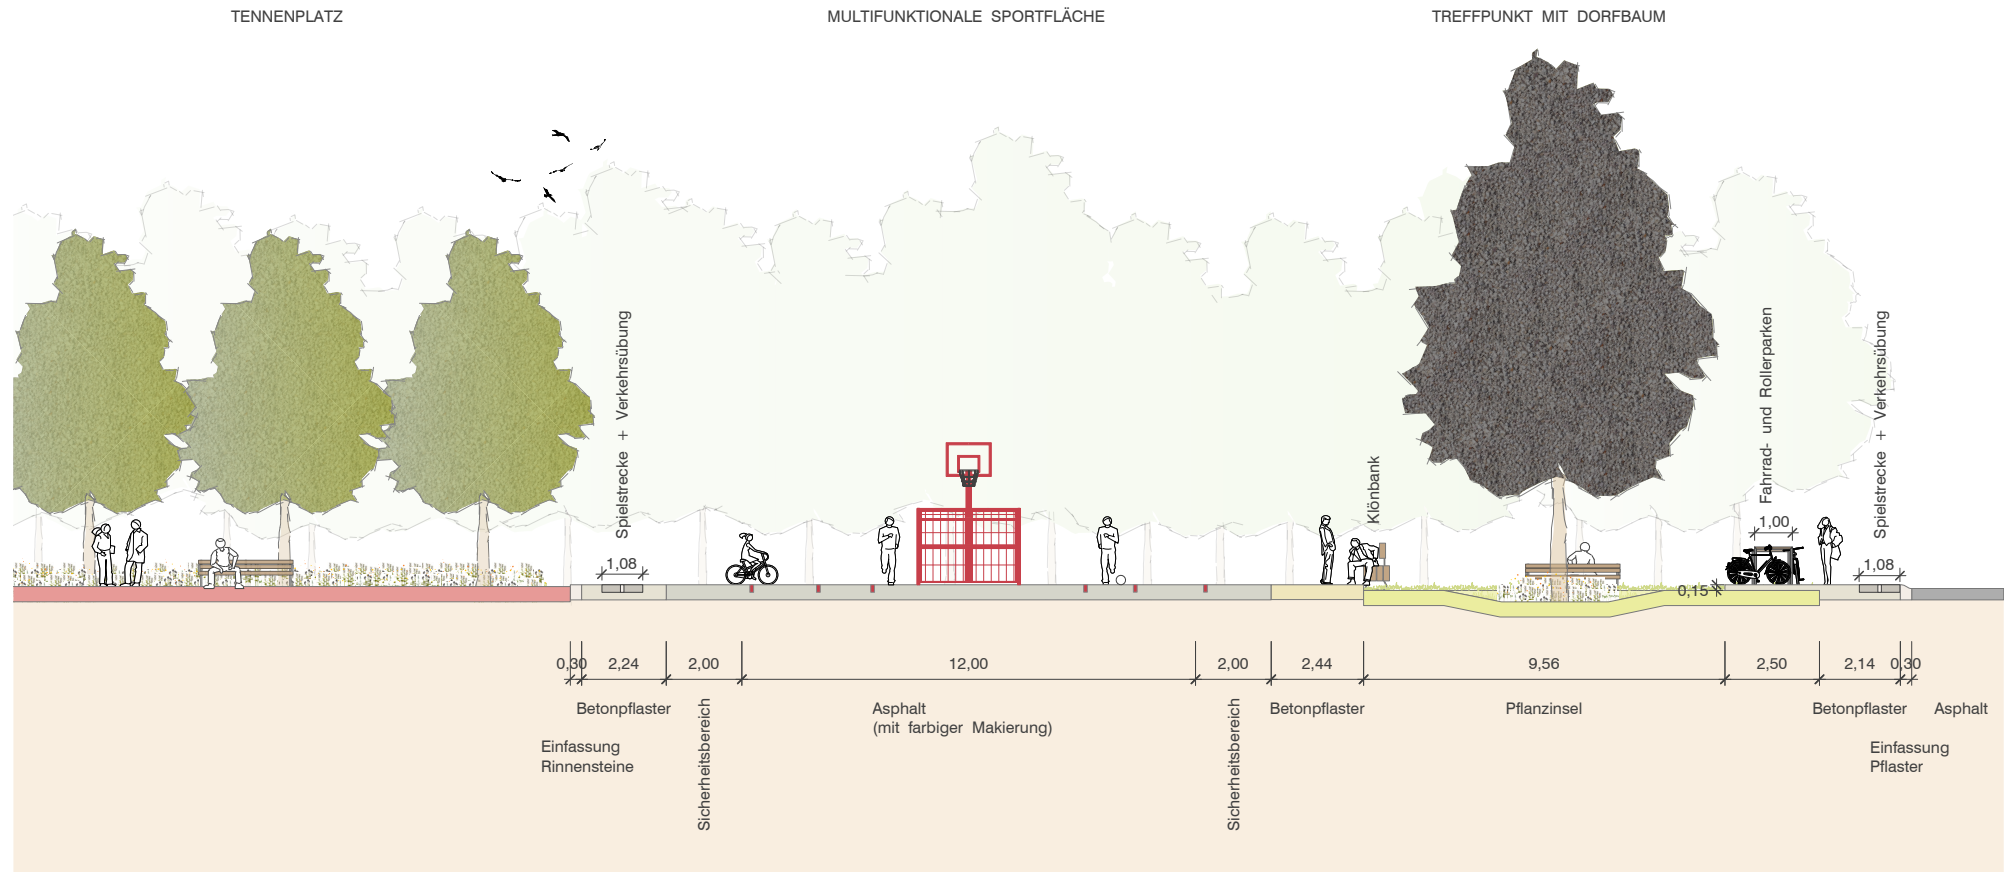 TENNENPLATZ
MULTIFUNKTIONALE SPORTFLÄCHE
TREFFPUNKT MIT DORFBAUM
Spielstrecke + Verkehrsübung
1,08
Klönbank
Fahrrad- und Rollerparken
1,00
Spielstrecke + Verkehrsübung
1,08
0,15
0,30
2,24
2,00
12,00
2,00
2,44
9,56
2,50
2,14
0,30
Betonpflaster
Sicherheitsbereich
Asphalt
(mit farbiger Makierung)
Sicherheitsbereich
Betonpflaster
Pflanzinsel
Betonpflaster
Asphalt
Einfassung
Rinnensteine
Einfassung
Pflaster